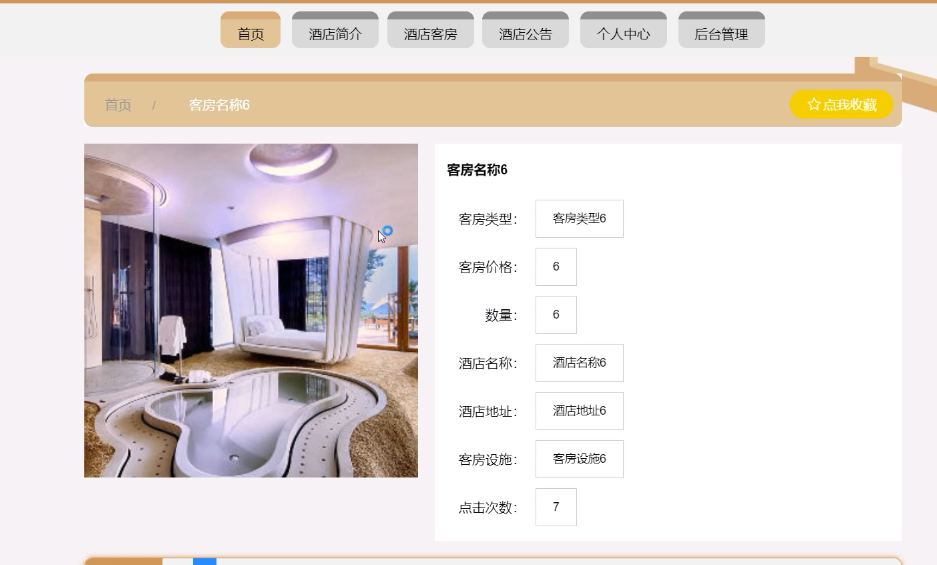 首页 酒店简介 酒店客房 酒店公告 个人中心 后台管理
首页 / 客房名称6 点我收藏
客房名称6
客房类型: 客房类型6
客房价格: 6
数量: 6
酒店名称: 酒店名称6
酒店地址: 酒店地址6
客房设施: 客房设施6
点击次数: 7